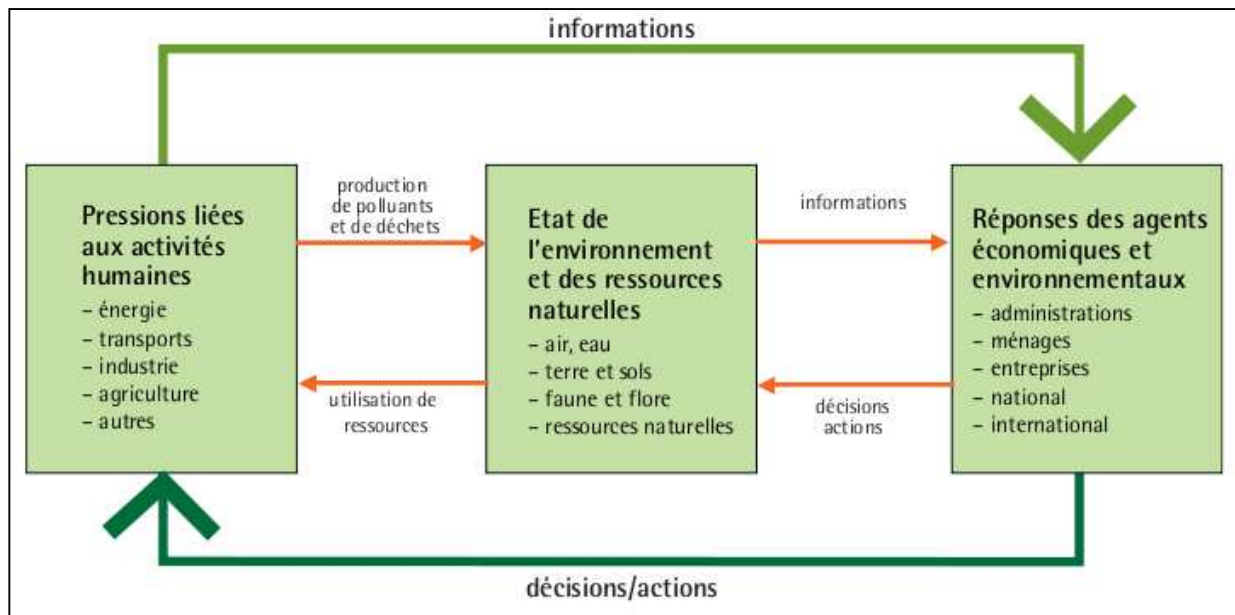 informations
Pressions liées
aux activités
humaines
– énergie
– transports
– industrie
– agriculture
– autres
production
de polluants
et de déchets
utilisation de
ressources
Etat de
l'environnement
et des ressources
naturelles
– air, eau
– terre et sols
– faune et flore
– ressources naturelles
informations
décisions
actions
Réponses des agents
économiques et
environnementaux
– administrations
– ménages
– entreprises
– national
– international
décisions/actions